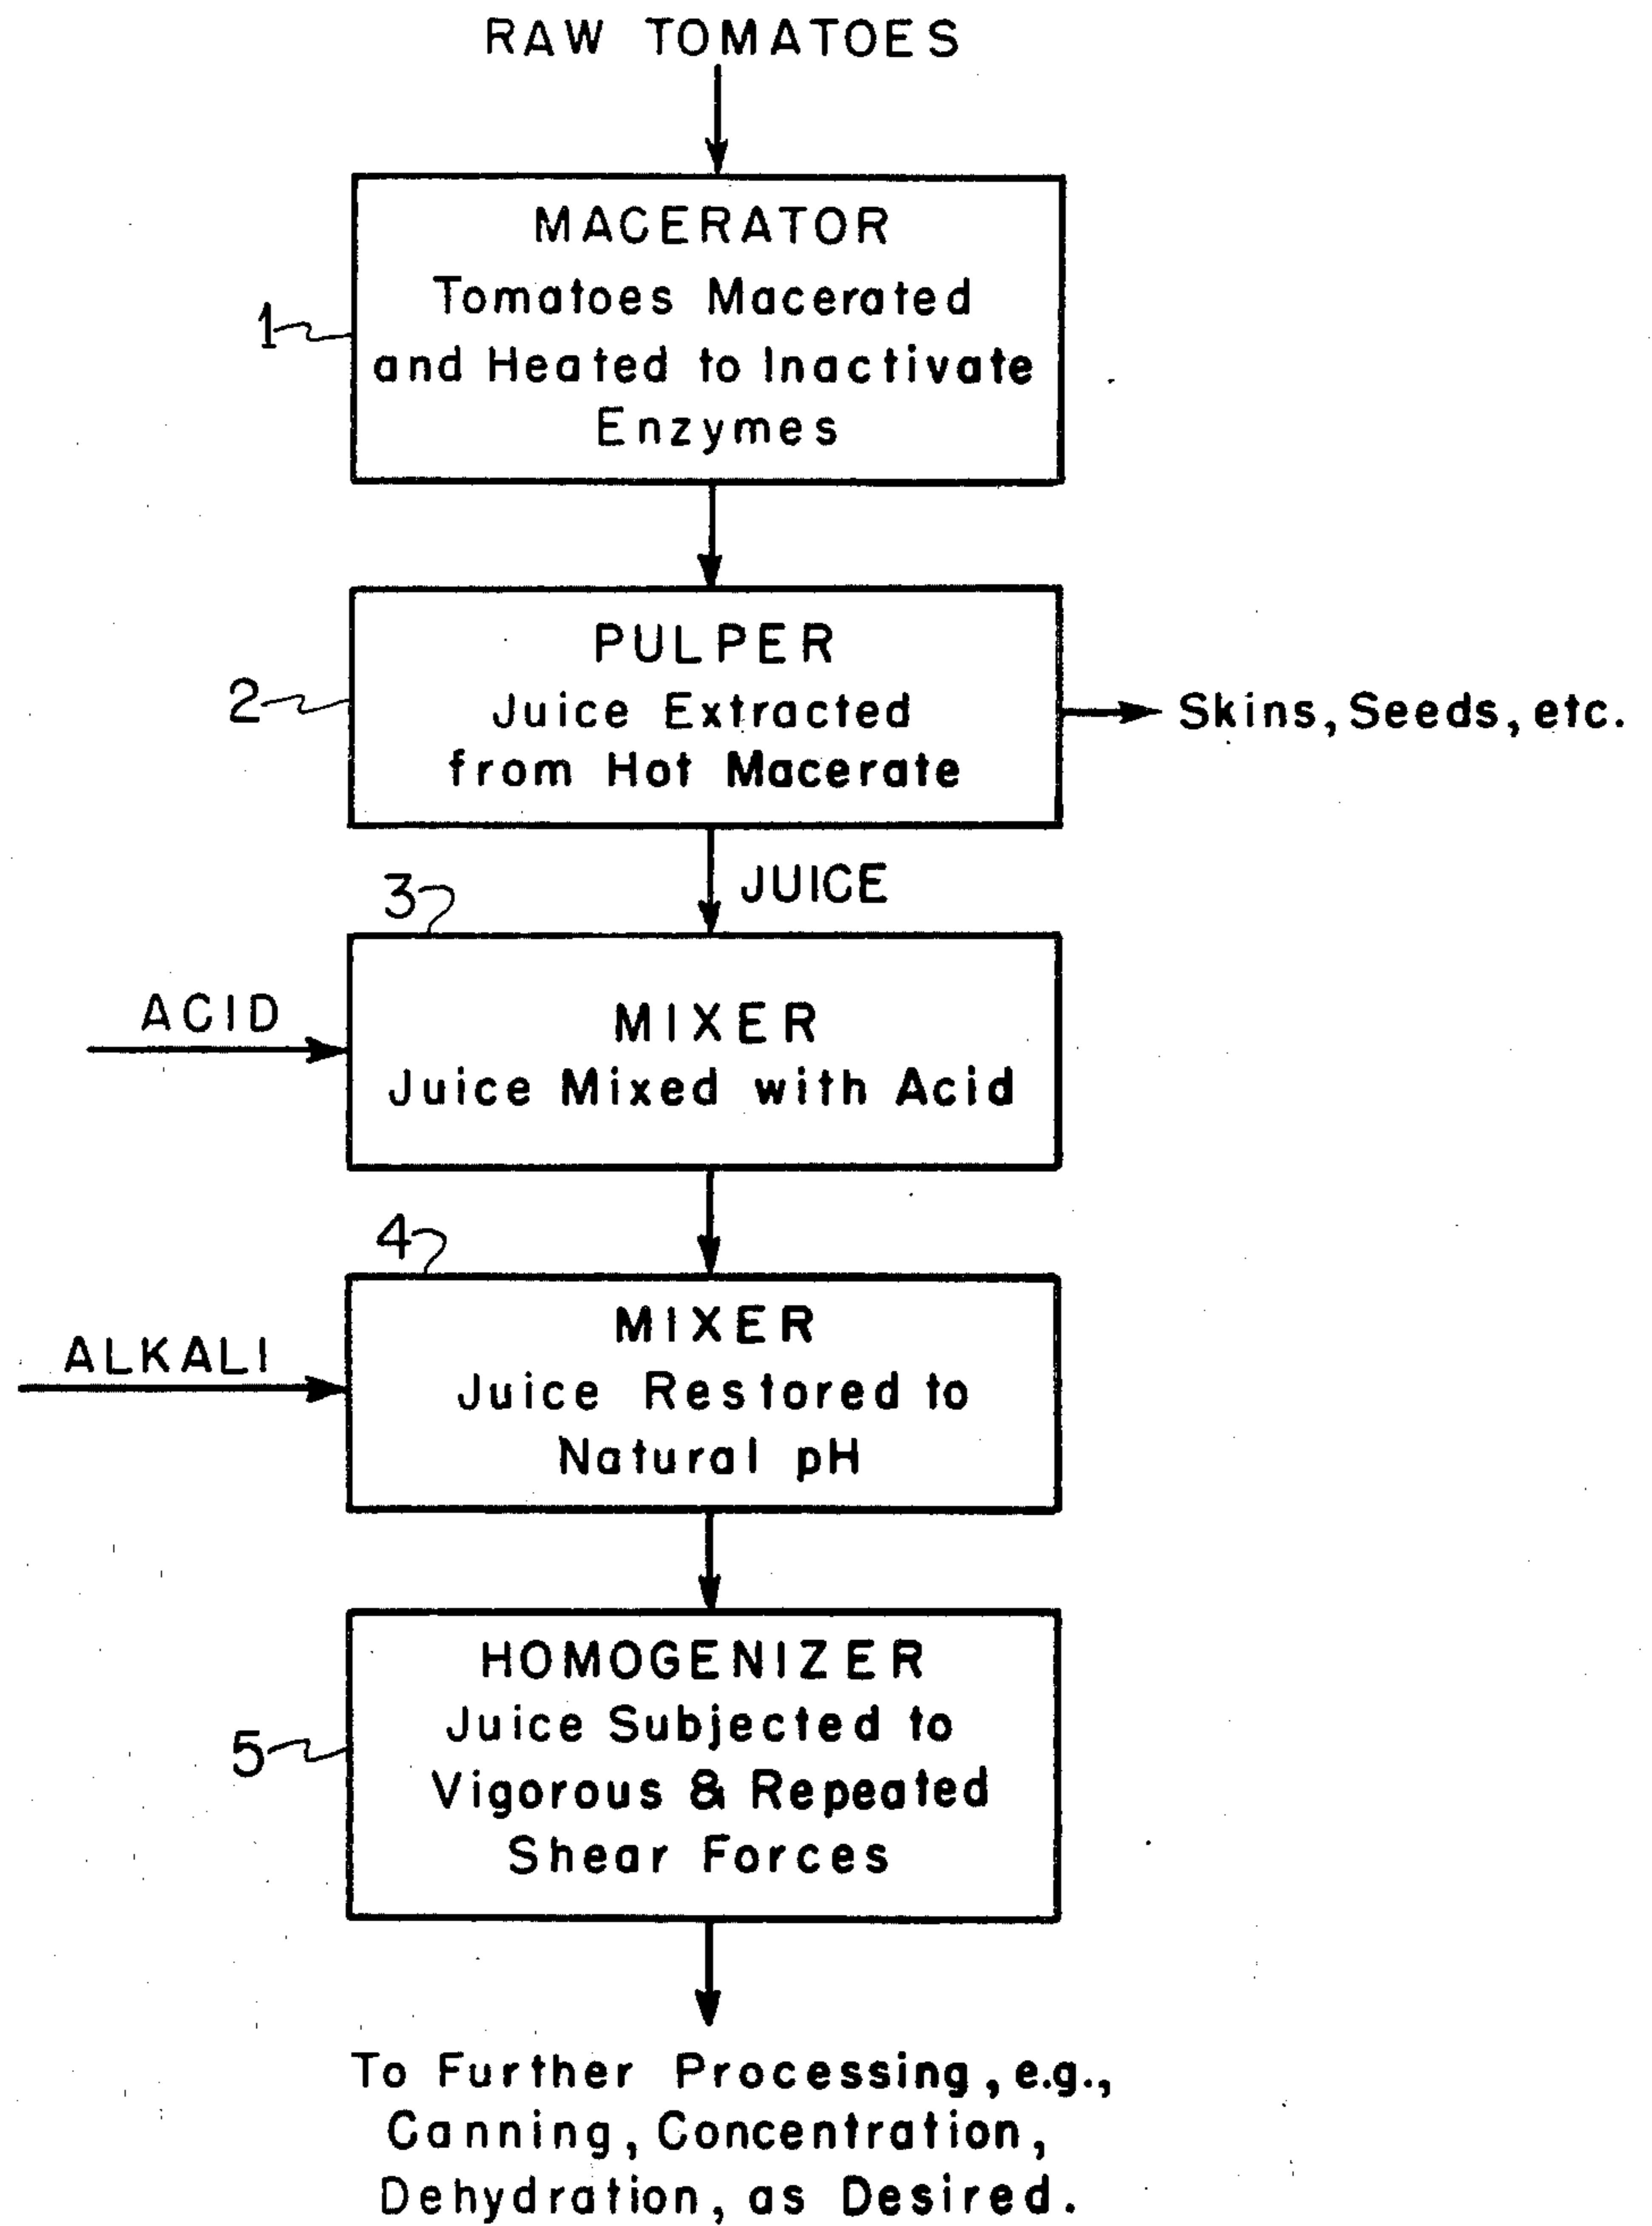 RAW TOMATOES
MACERATOR
Tomatoes Macerated
and Heated to Inactivate
Enzymes
1
PULPER
Juice Extracted
from Hot Macerate
2
Skins, Seeds, etc.
JUICE
3
ACID
MIXER
Juice Mixed with Acid
4
ALKALI
MIXER
Juice Restored to
Natural pH
HOMOGENIZER
Juice Subjected to
Vigorous & Repeated
Shear Forces
5
To Further Processing, e.g.,
Canning, Concentration,
Dehydration, as Desired.